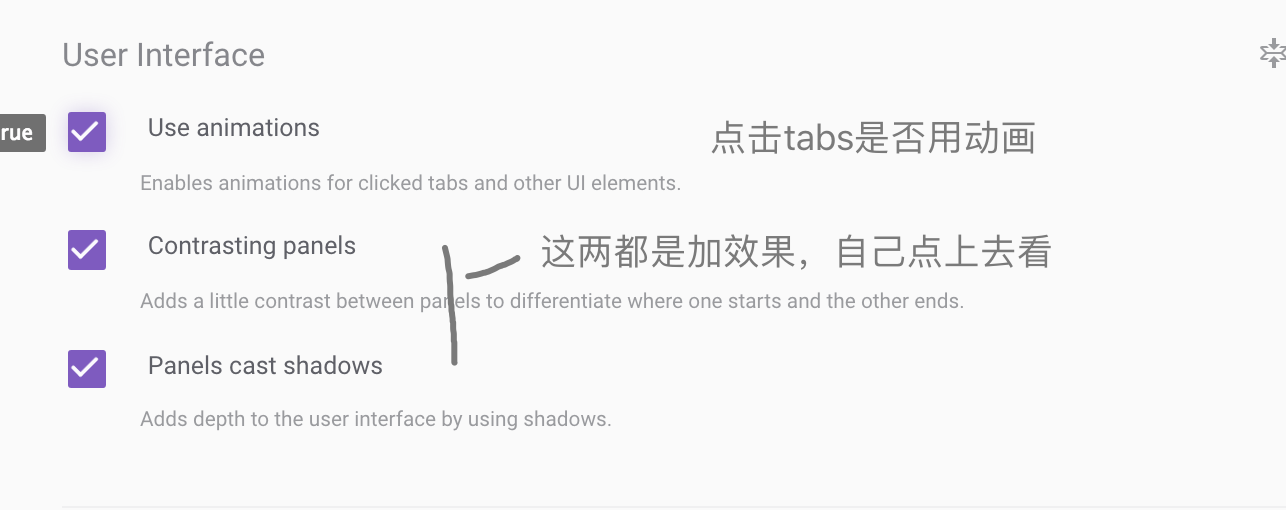 User Interface
rue
Use animations
点击tabs是否用动画
Enables animations for clicked tabs and other UI elements.
Contrasting panels
这两都是加效果，自己点上去看
Adds a little contrast between panels to differentiate where one starts and the other ends.
Panels cast shadows
Adds depth to the user interface by using shadows.